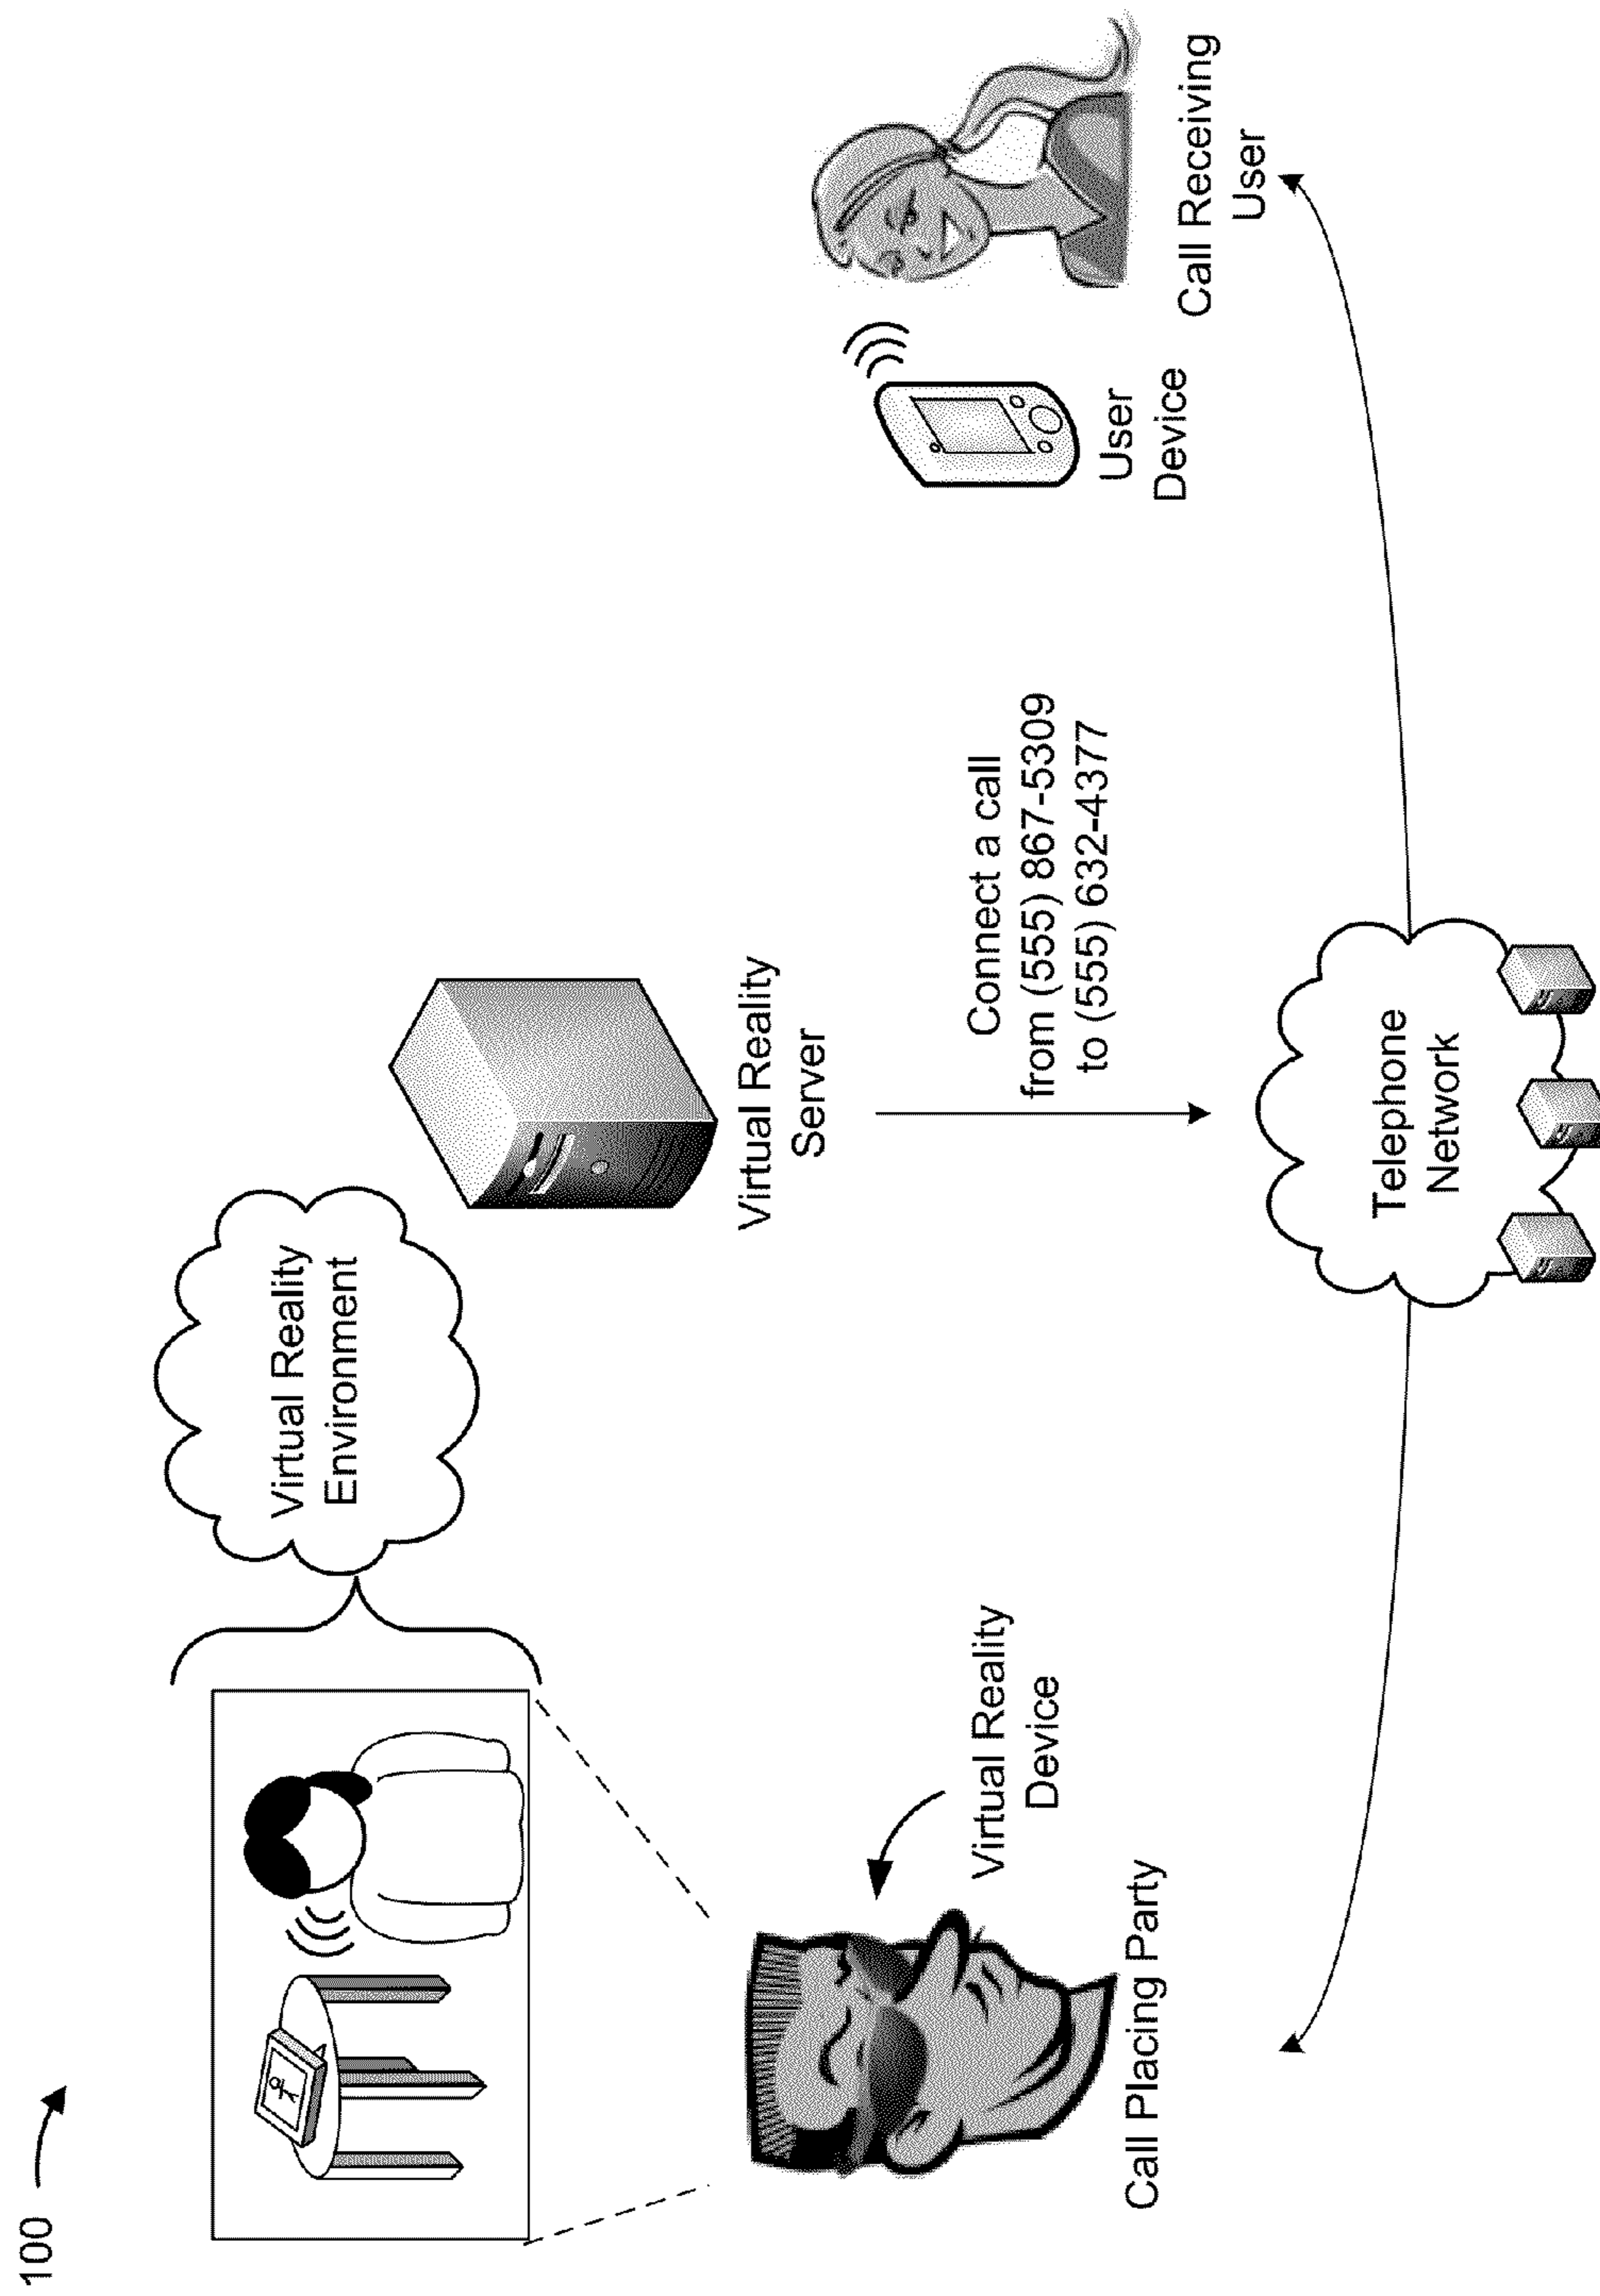 100
Virtual Reality
Environment
Virtual Reality
Server
Virtual Reality
Device
Call Placing Party
Connect a call
from (555) 867-5309
to (555) 632-4377
User
Device
Call Receiving
User
Telephone
Network